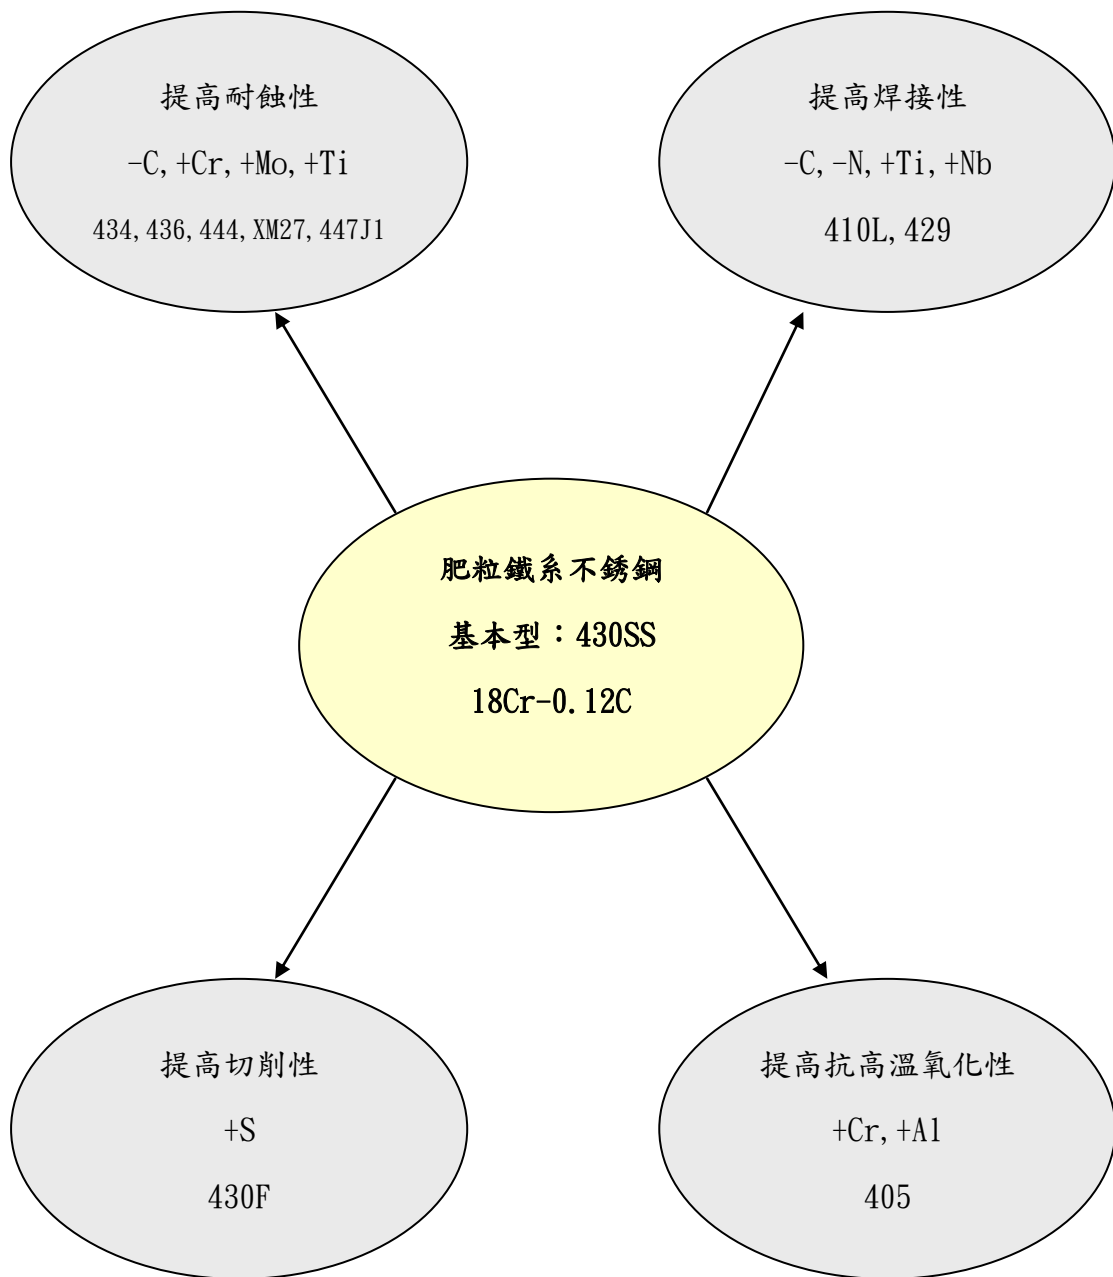 提高耐蝕性
-C,+Cr,+Mo,+Ti
434,436,444,XM27,447J1
提高焊接性
-C,-N,+Ti,+Nb
410L,429
肥粒鐵系不銹鋼
基本型：430SS
18Cr-0.12C
提高切削性
+S
430F
提高抗高溫氧化性
+Cr,+Al
405